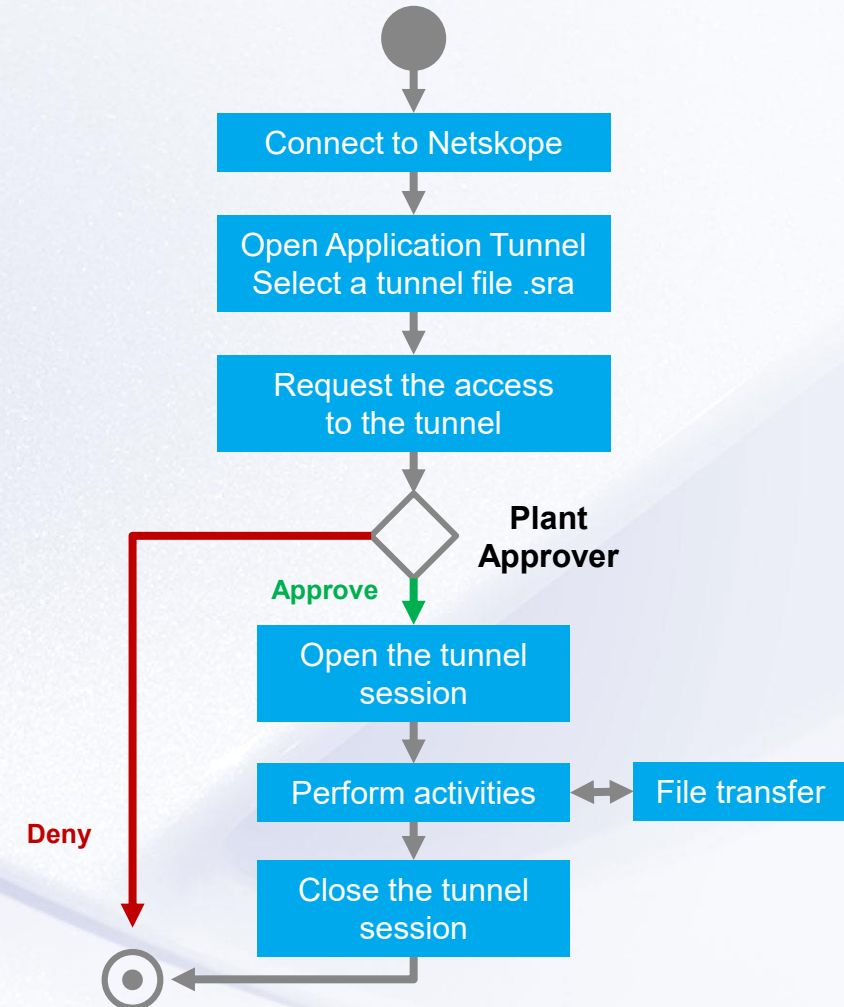 Connect to Netskope
Open Application Tunnel
Select a tunnel file .sra
Request the access
to the tunnel
Plant
Approver
Approve
Open the tunnel
session
Perform activities
File transfer
Deny
Close the tunnel
session